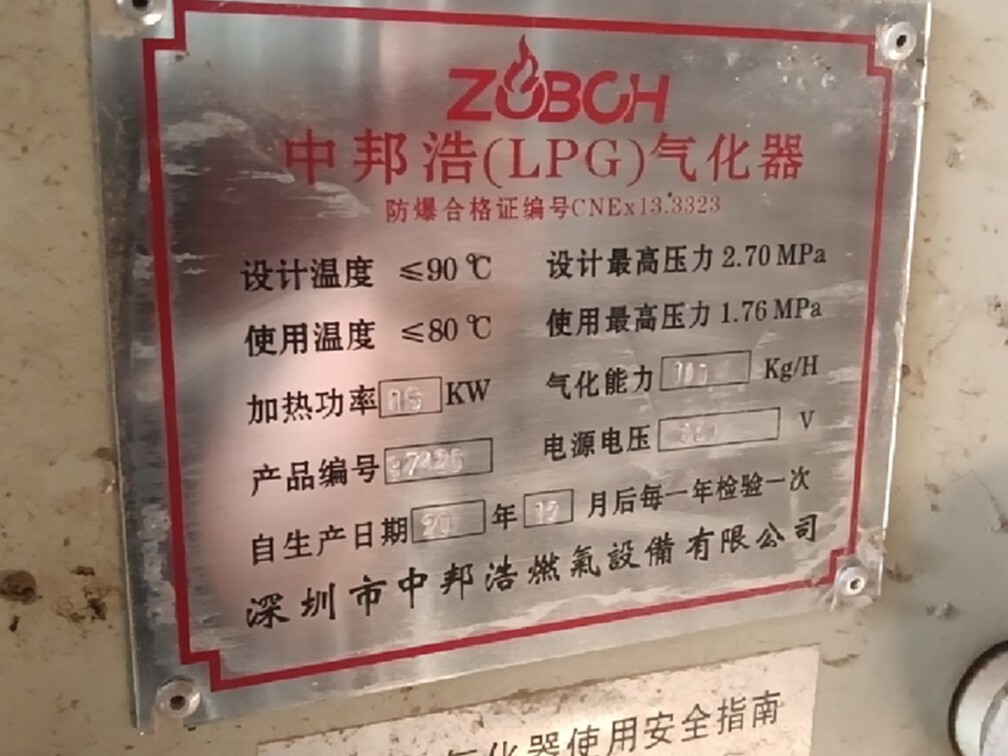 ZOBOH
中邦浩(LPG)气化器
防爆合格证编号CNEx13.3323
设计温度 ≤90℃ 设计最高压力 2.70 MPa
使用温度 ≤80℃ 使用最高压力 1.76 MPa
加热功率 KW 气化能力 Kg/H
产品编号 电源电压 V
自生产日期 20 年 12 月后每一年检验一次
深圳市中邦浩燃氣設備有限公司
气化器使用安全指南